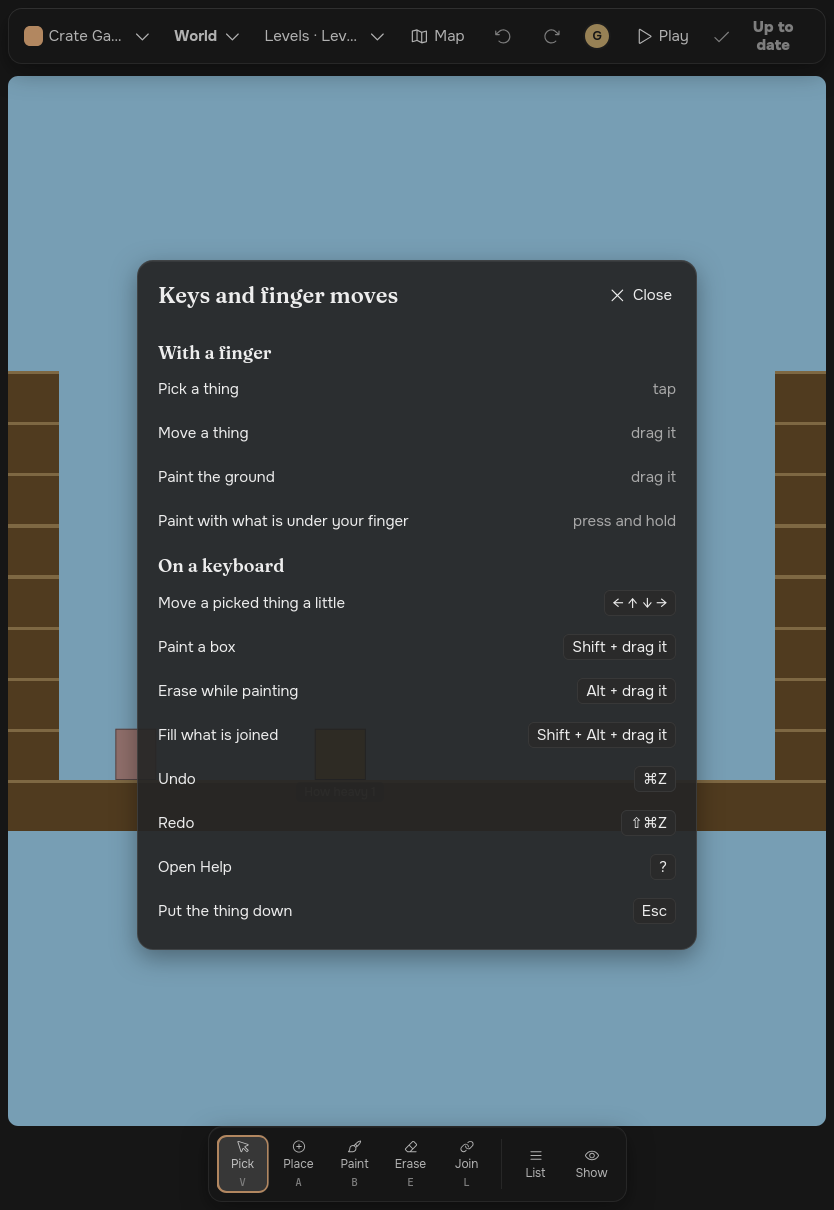 Crate Ga...
World
Levels · Lev...
Map
G
Play
Up to
date
Keys and finger moves
Close
With a finger
Pick a thing
tap
Move a thing
drag it
Paint the ground
drag it
Paint with what is under your finger
press and hold
On a keyboard
Move a picked thing a little
← ↑ ↓ →
Paint a box
Shift + drag it
Erase while painting
Alt + drag it
Fill what is joined
Shift + Alt + drag it
Undo
⌘Z
Redo
⇧⌘Z
Open Help
?
Put the thing down
Esc
Pick
Place
Paint
Erase
Join
List
Show
V
A
B
E
L